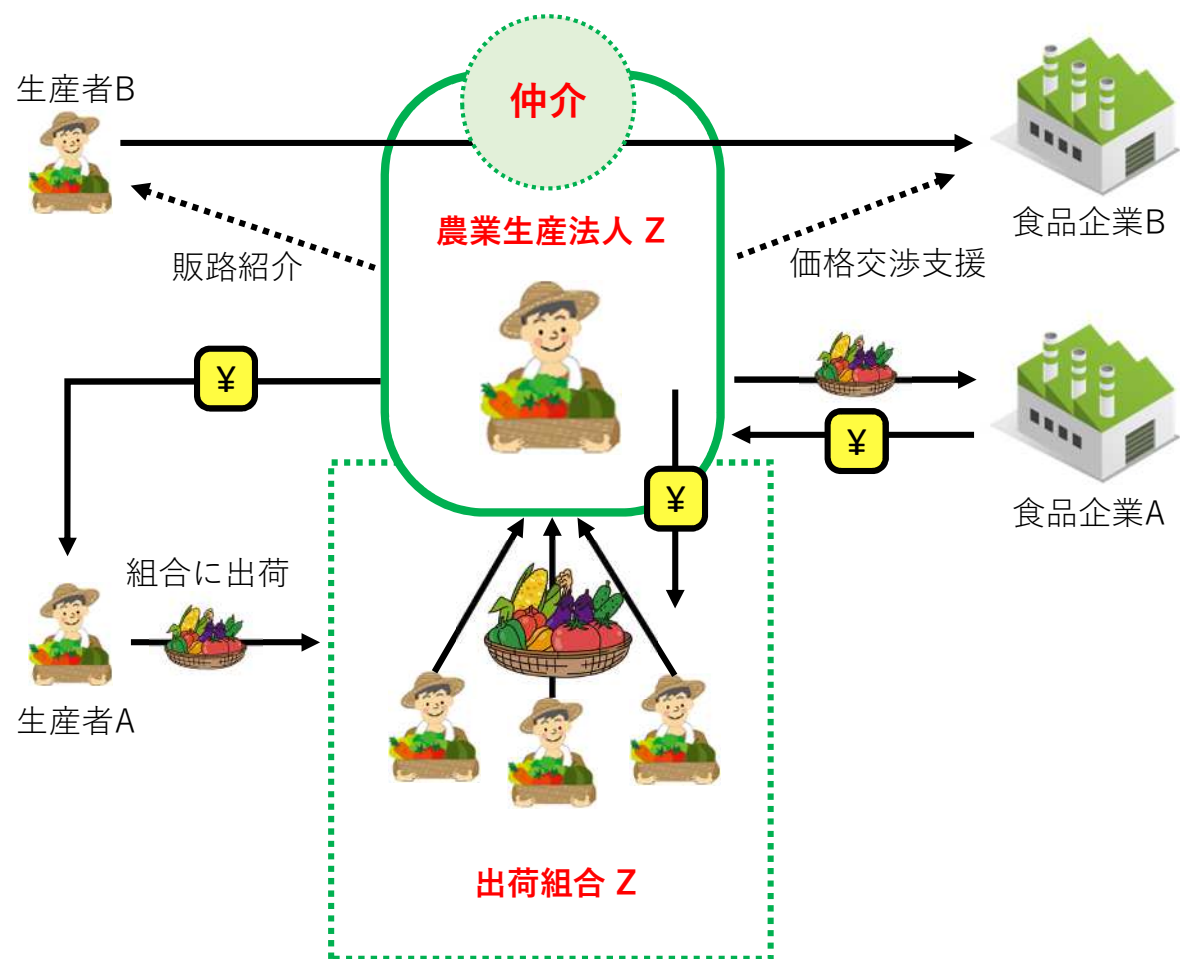 生産者B
仲介
食品企業B
農業生産法人 Z
販路紹介
価格交渉支援
¥
¥
¥
食品企業A
組合に出荷
生産者A
出荷組合 Z